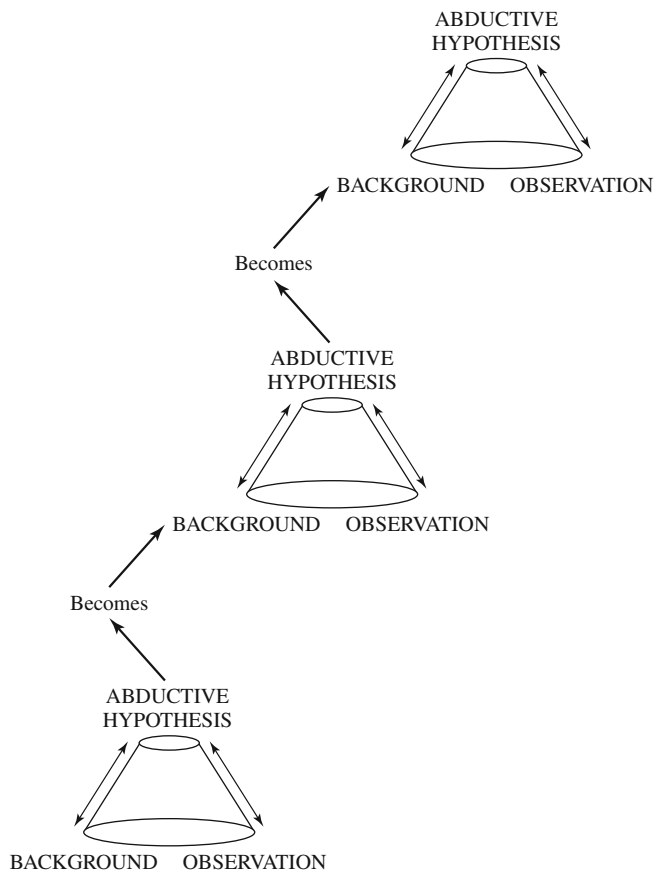 ABDUCTIVE
HYPOTHESIS
BACKGROUND OBSERVATION
Becomes
ABDUCTIVE
HYPOTHESIS
BACKGROUND OBSERVATION
Becomes
ABDUCTIVE
HYPOTHESIS
BACKGROUND OBSERVATION